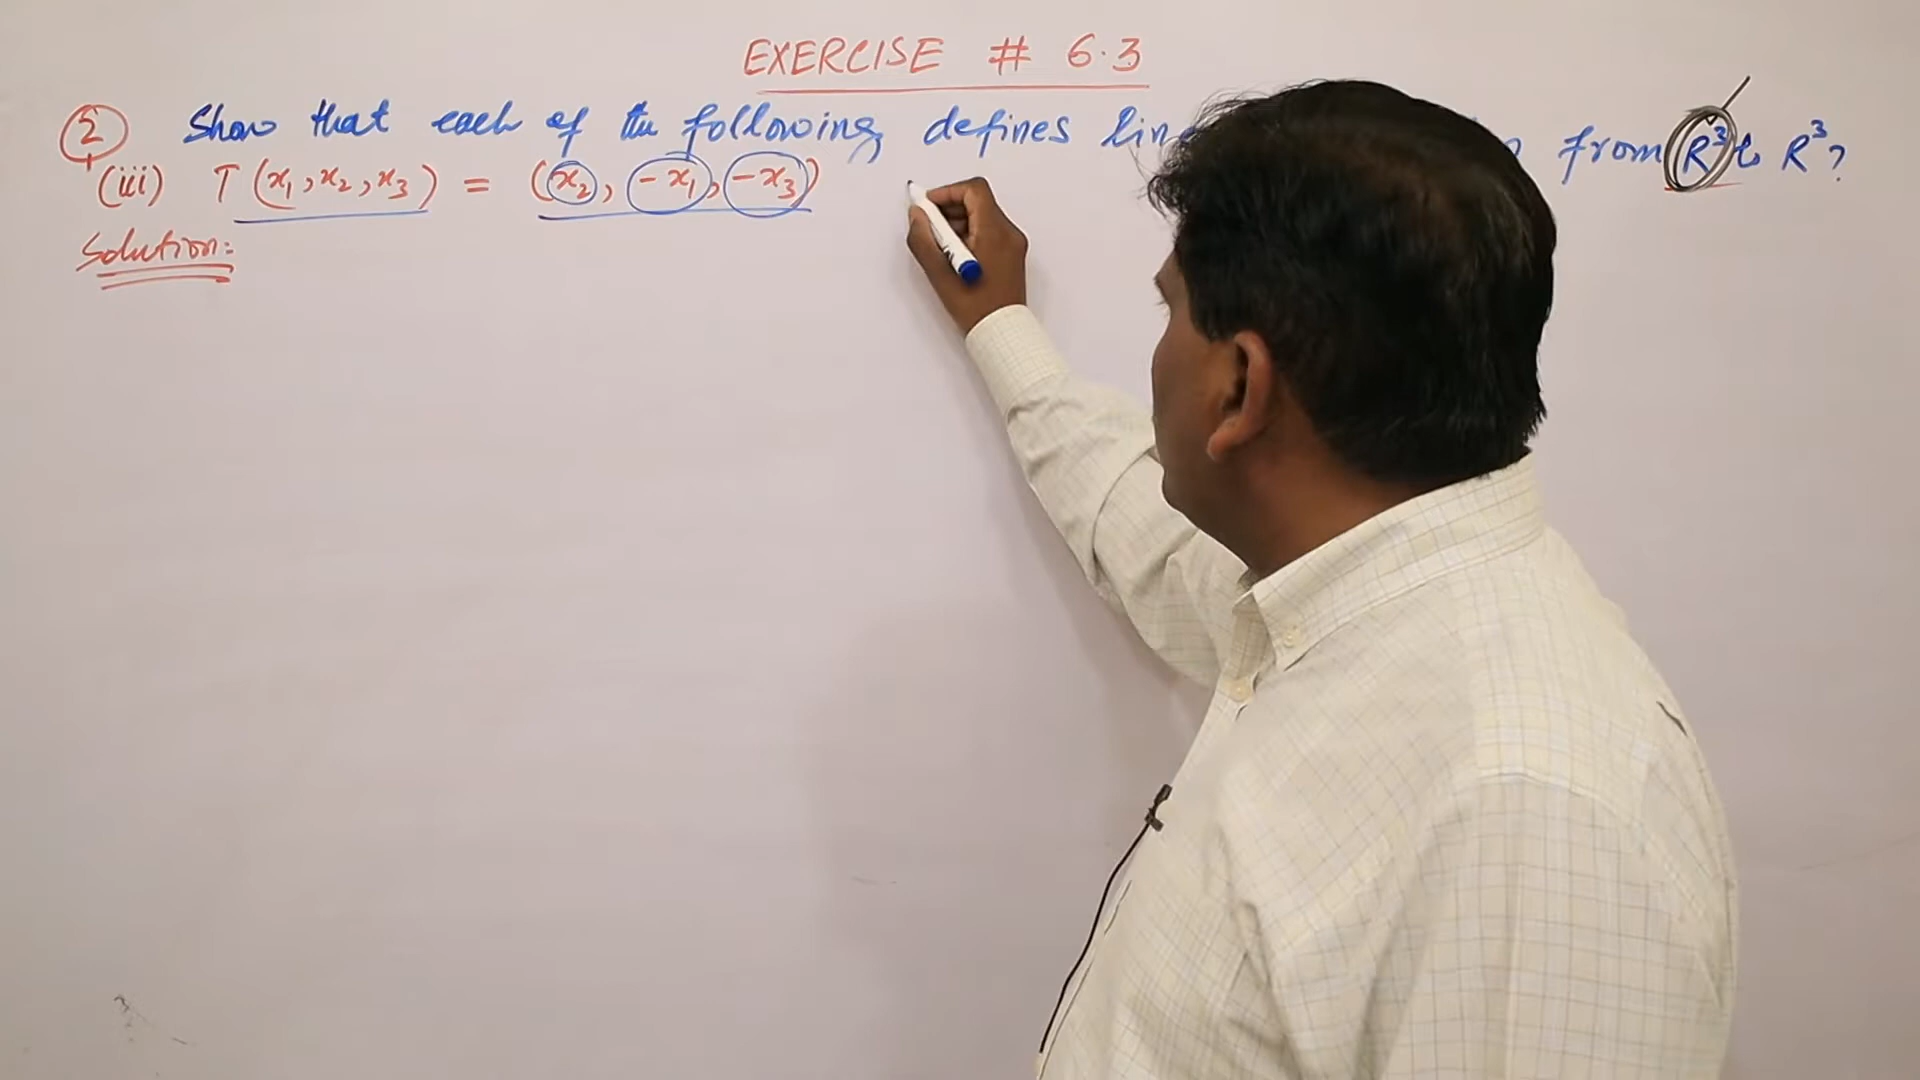 EXERCISE # 6.3
2 Show that each of the following defines from R³ to R³?
(iii) T(x₁,x₂,x₃) = (x₂, -x₁, -x₃)
Solution: